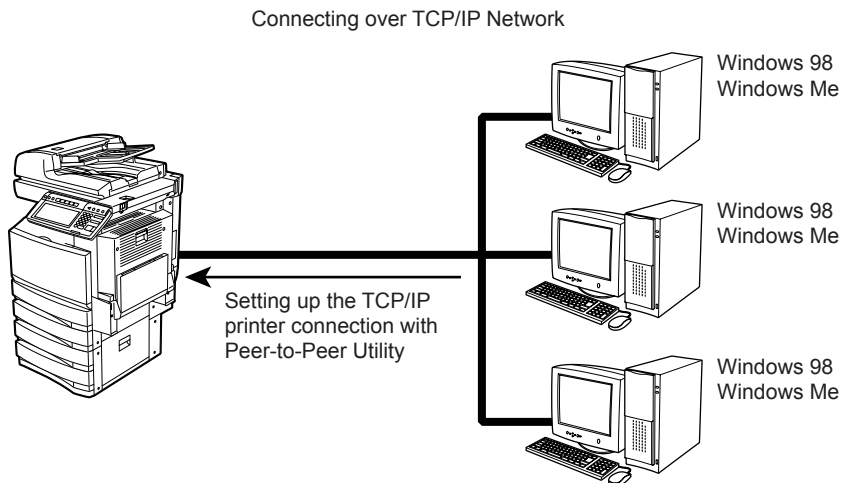 Connecting over TCP/IP Network
Windows 98
Windows Me
Windows 98
Windows Me
Setting up the TCP/IP
printer connection with
Peer-to-Peer Utility
Windows 98
Windows Me